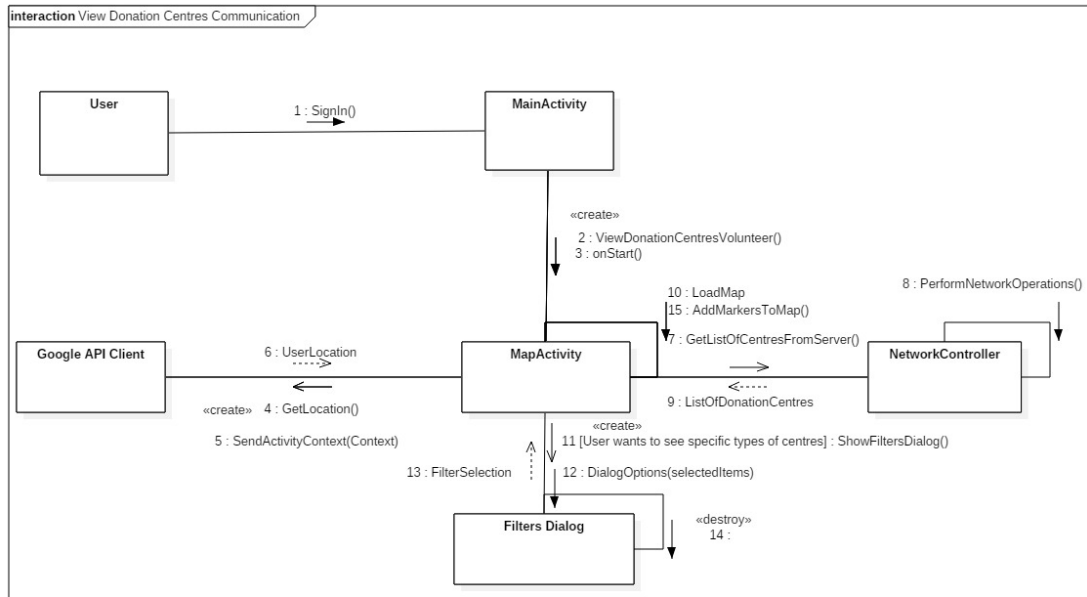 interaction View Donation Centres Communication
User
1 : SignIn()
MainActivity
«create»
2 : ViewDonationCentresVolunteer()
3 : onStart()
10 : LoadMap
15 : AddMarkersToMap()
7 : GetListOfCentresFromServer()
8 : PerformNetworkOperations()
Google API Client
6 : UserLocation
MapActivity
NetworkController
«create»
4 : GetLocation()
5 : SendActivityContext(Context)
9 : ListOfDonationCentres
«create»
11 [User wants to see specific types of centres] : ShowFiltersDialog()
13 : FilterSelection
12 : DialogOptions(selectedItems)
Filters Dialog
«destroy»
14 :